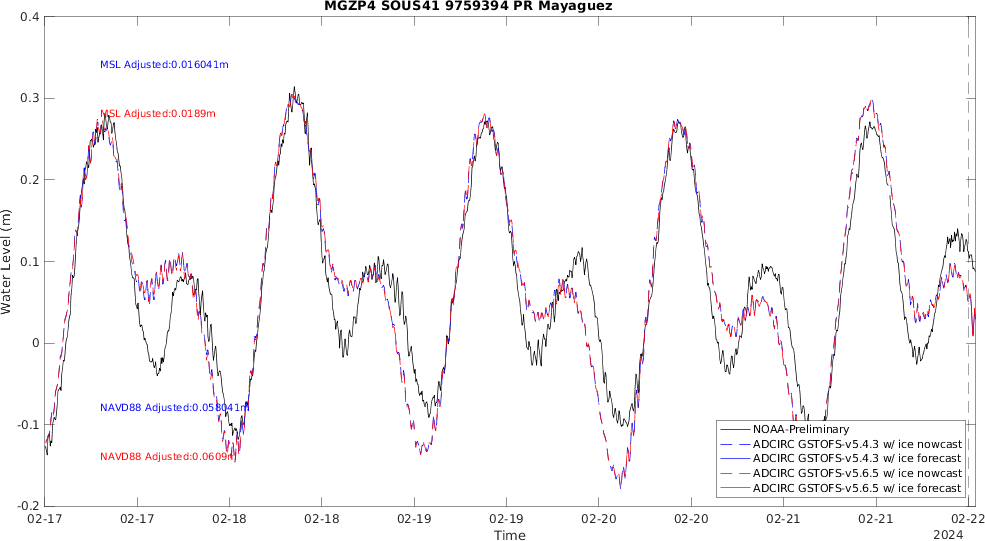 MGZP4 SOUS41 9759394 PR Mayaguez
0.4
0.3
0.2
0.1
0
-0.1
-0.2
Water Level (m)
MSL Adjusted:0.016041m
MSL Adjusted:0.0189m
NAVD88 Adjusted:0.058041m
NAVD88 Adjusted:0.0609m
NOAA-Preliminary
ADCIRC GSTOFS-v5.4.3 w/ ice nowcast
ADCIRC GSTOFS-v5.4.3 w/ ice forecast
ADCIRC GSTOFS-v5.6.5 w/ ice nowcast
ADCIRC GSTOFS-v5.6.5 w/ ice forecast
02-17 02-17 02-18 02-18 02-19 02-19 02-20 02-20 02-21 02-21 02-22
Time
2024